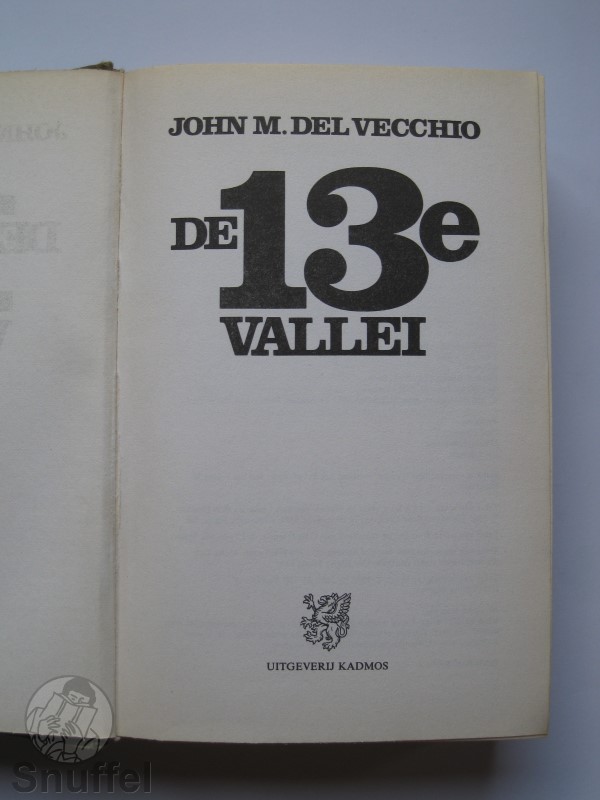 JOHN M. DEL VECCHIO
DE 13e
VALLEI
UITGEVERIJ KADMOS
Snuffel